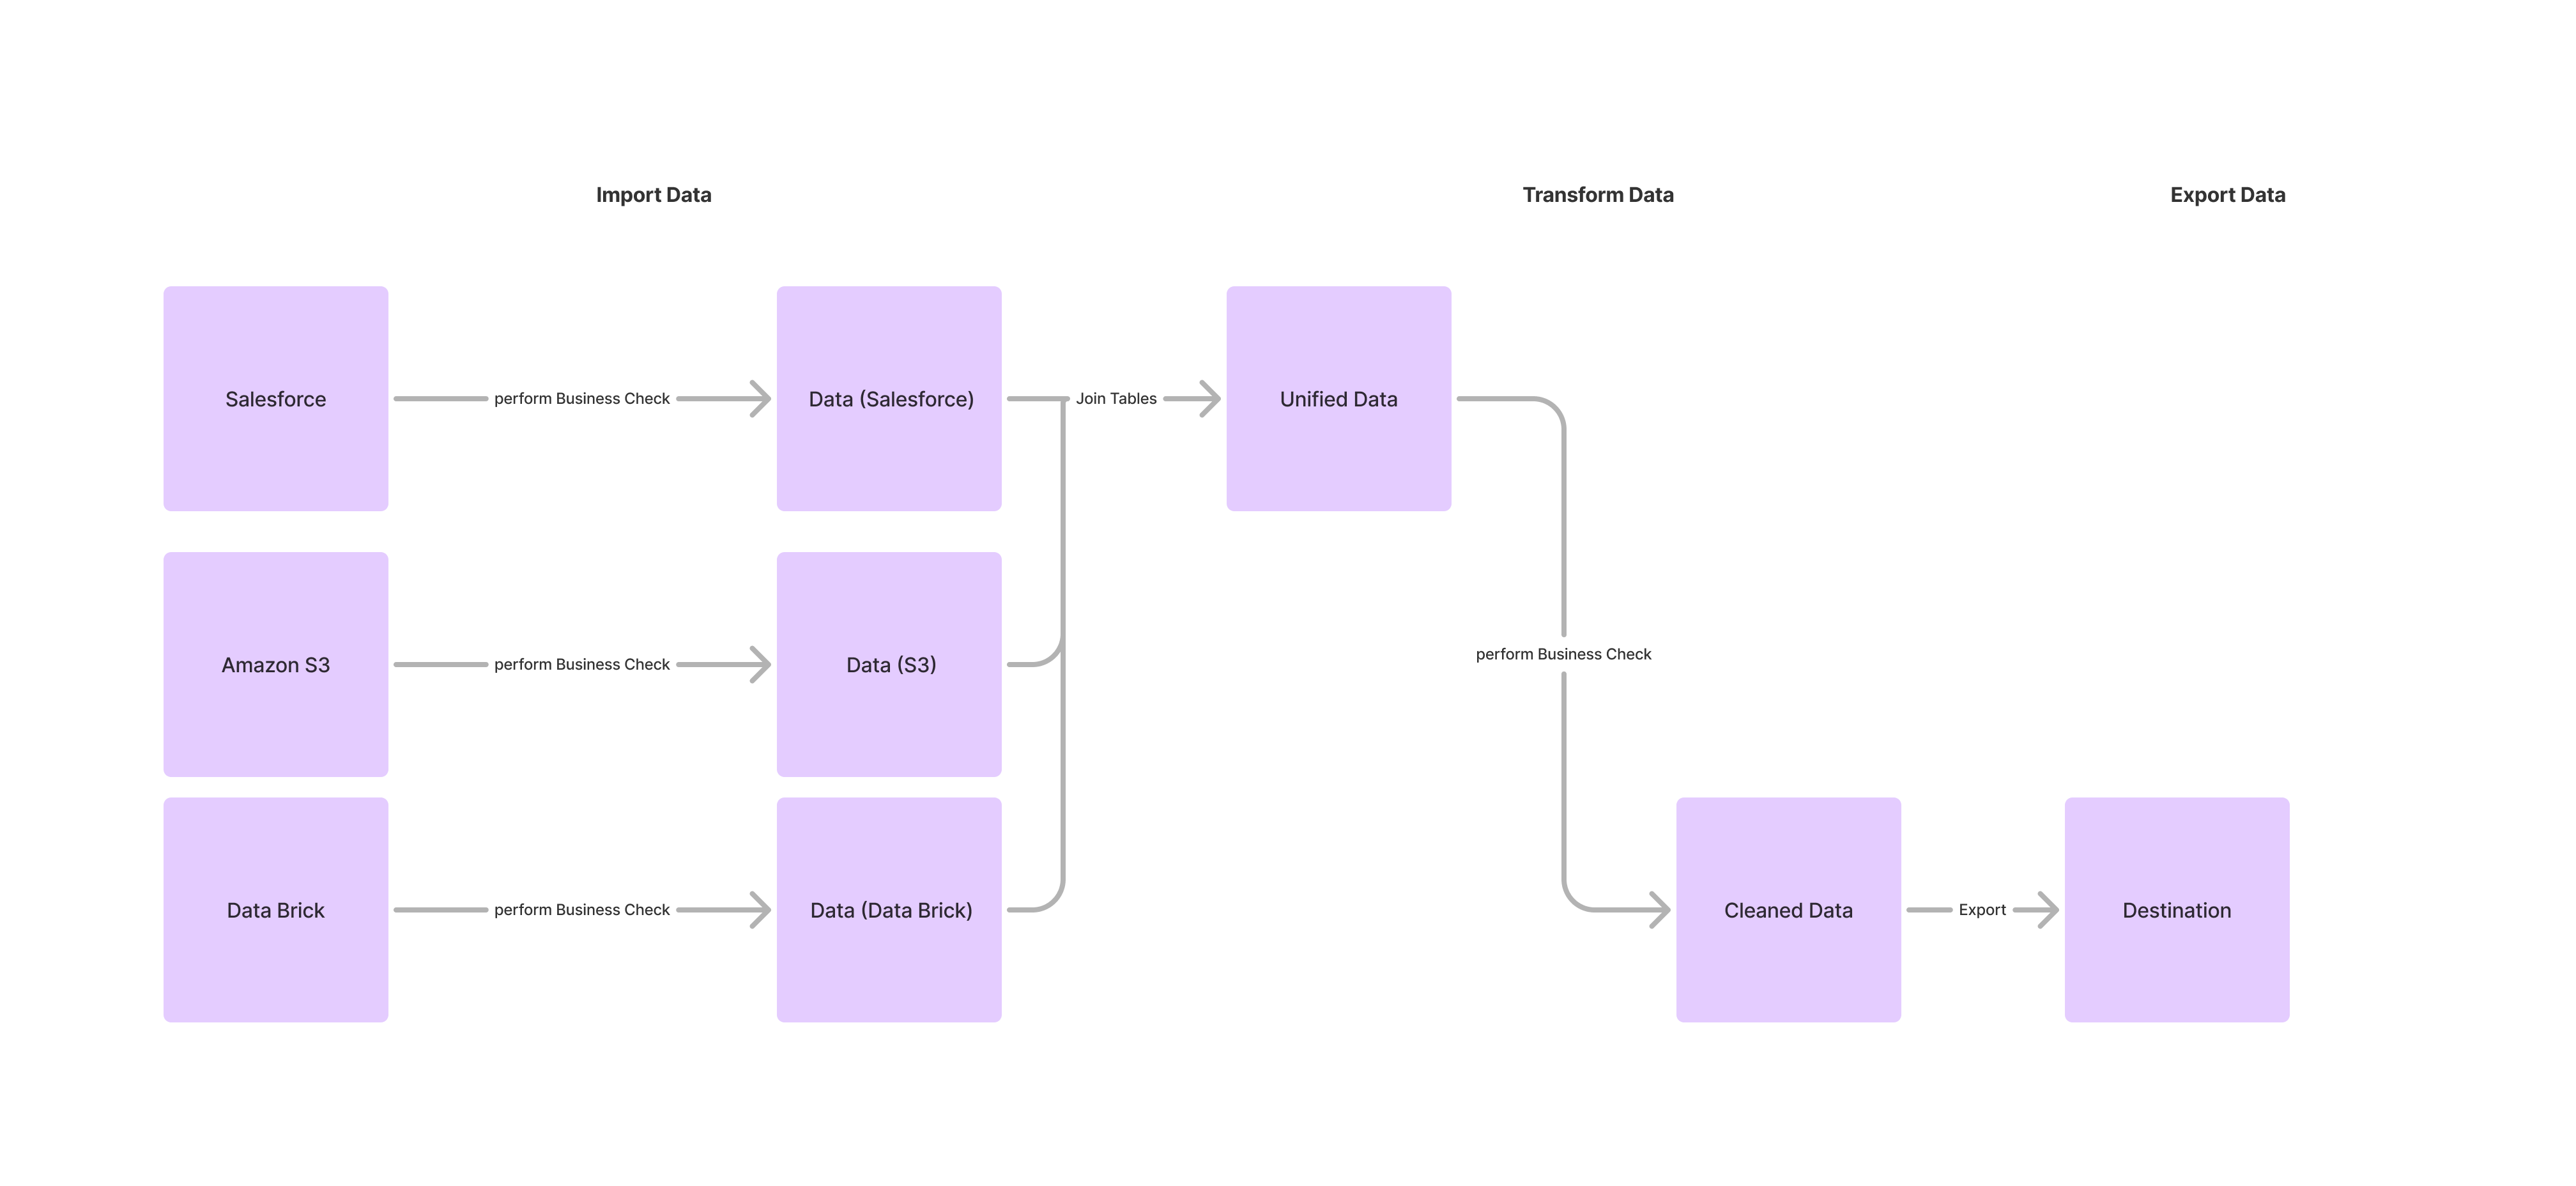 Import Data
Transform Data
Export Data
Salesforce
perform Business Check
Data (Salesforce)
Join Tables
Unified Data
Amazon S3
perform Business Check
Data (S3)
perform Business Check
Data Brick
perform Business Check
Data (Data Brick)
Cleaned Data
Export
Destination